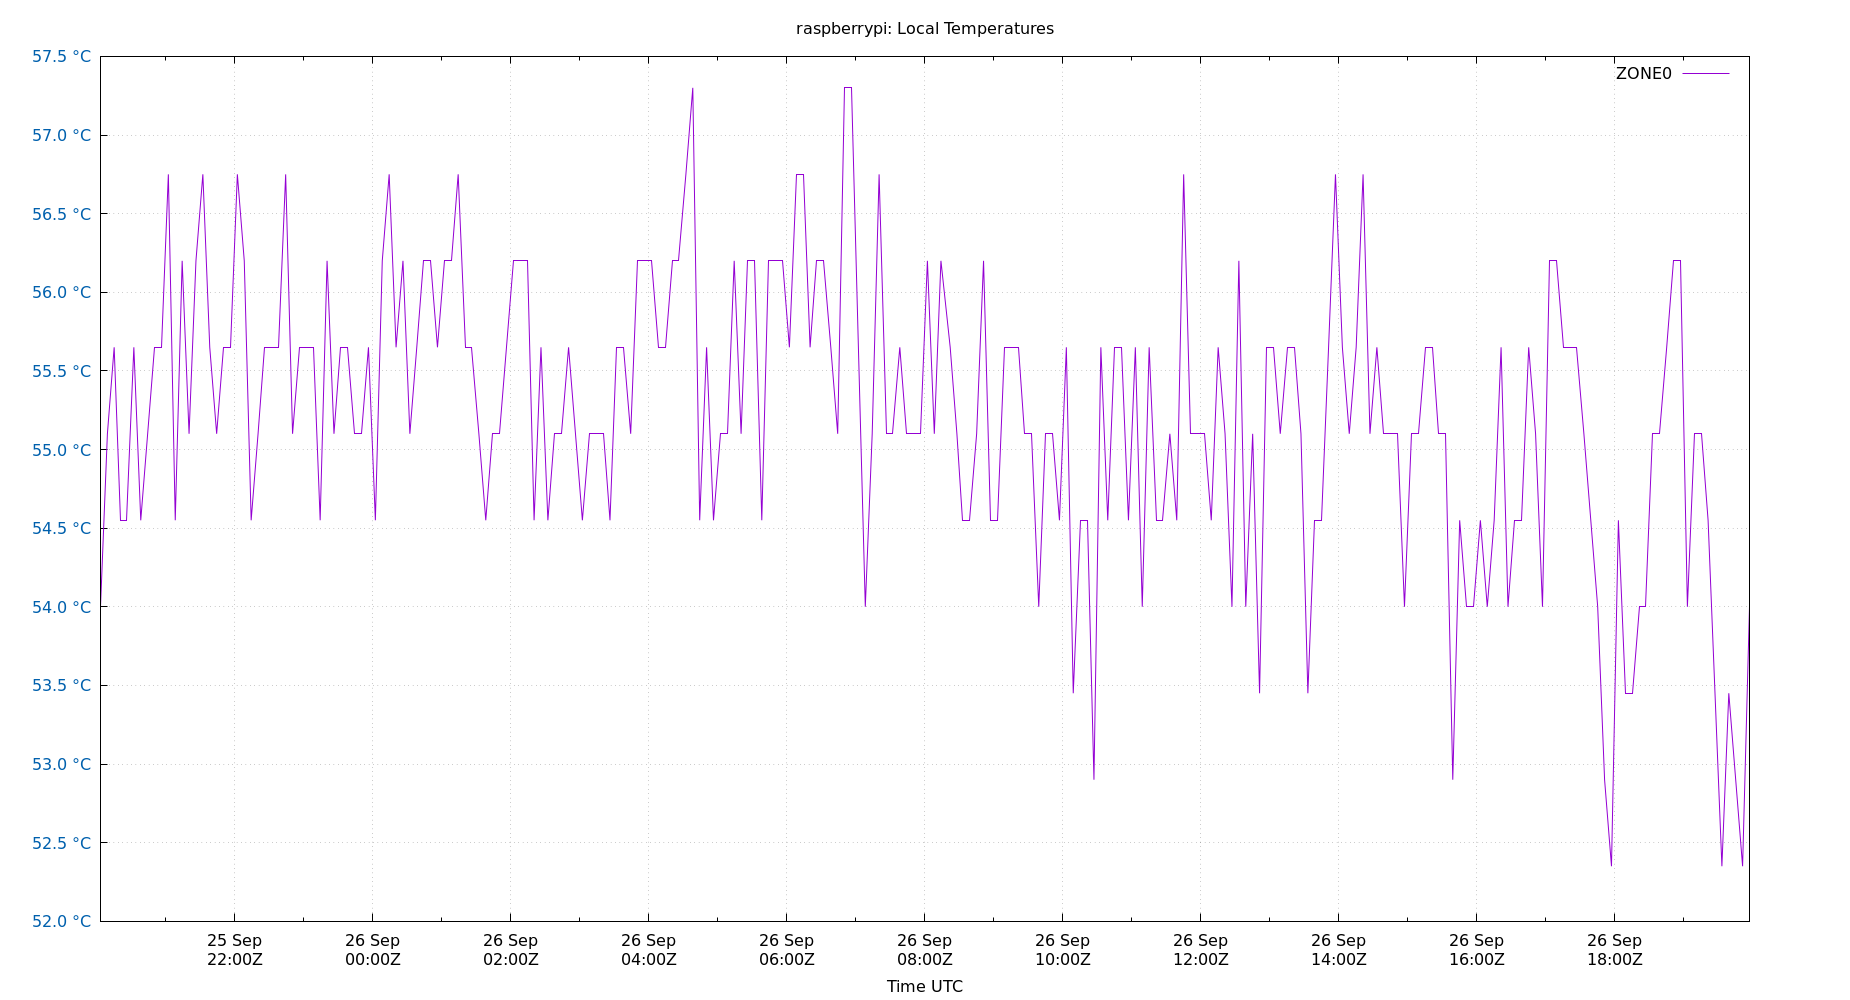 raspberrypi: Local Temperatures
57.5 °C
ZONE0
57.0 °C
56.5 °C
56.0 °C
55.5 °C
55.0 °C
54.5 °C
54.0 °C
53.5 °C
53.0 °C
52.5 °C
52.0 °C
25 Sep 26 Sep 26 Sep 26 Sep 26 Sep 26 Sep 26 Sep 26 Sep 26 Sep 26 Sep 26 Sep
22:00Z 00:00Z 02:00Z 04:00Z 06:00Z 08:00Z 10:00Z 12:00Z 14:00Z 16:00Z 18:00Z
Time UTC